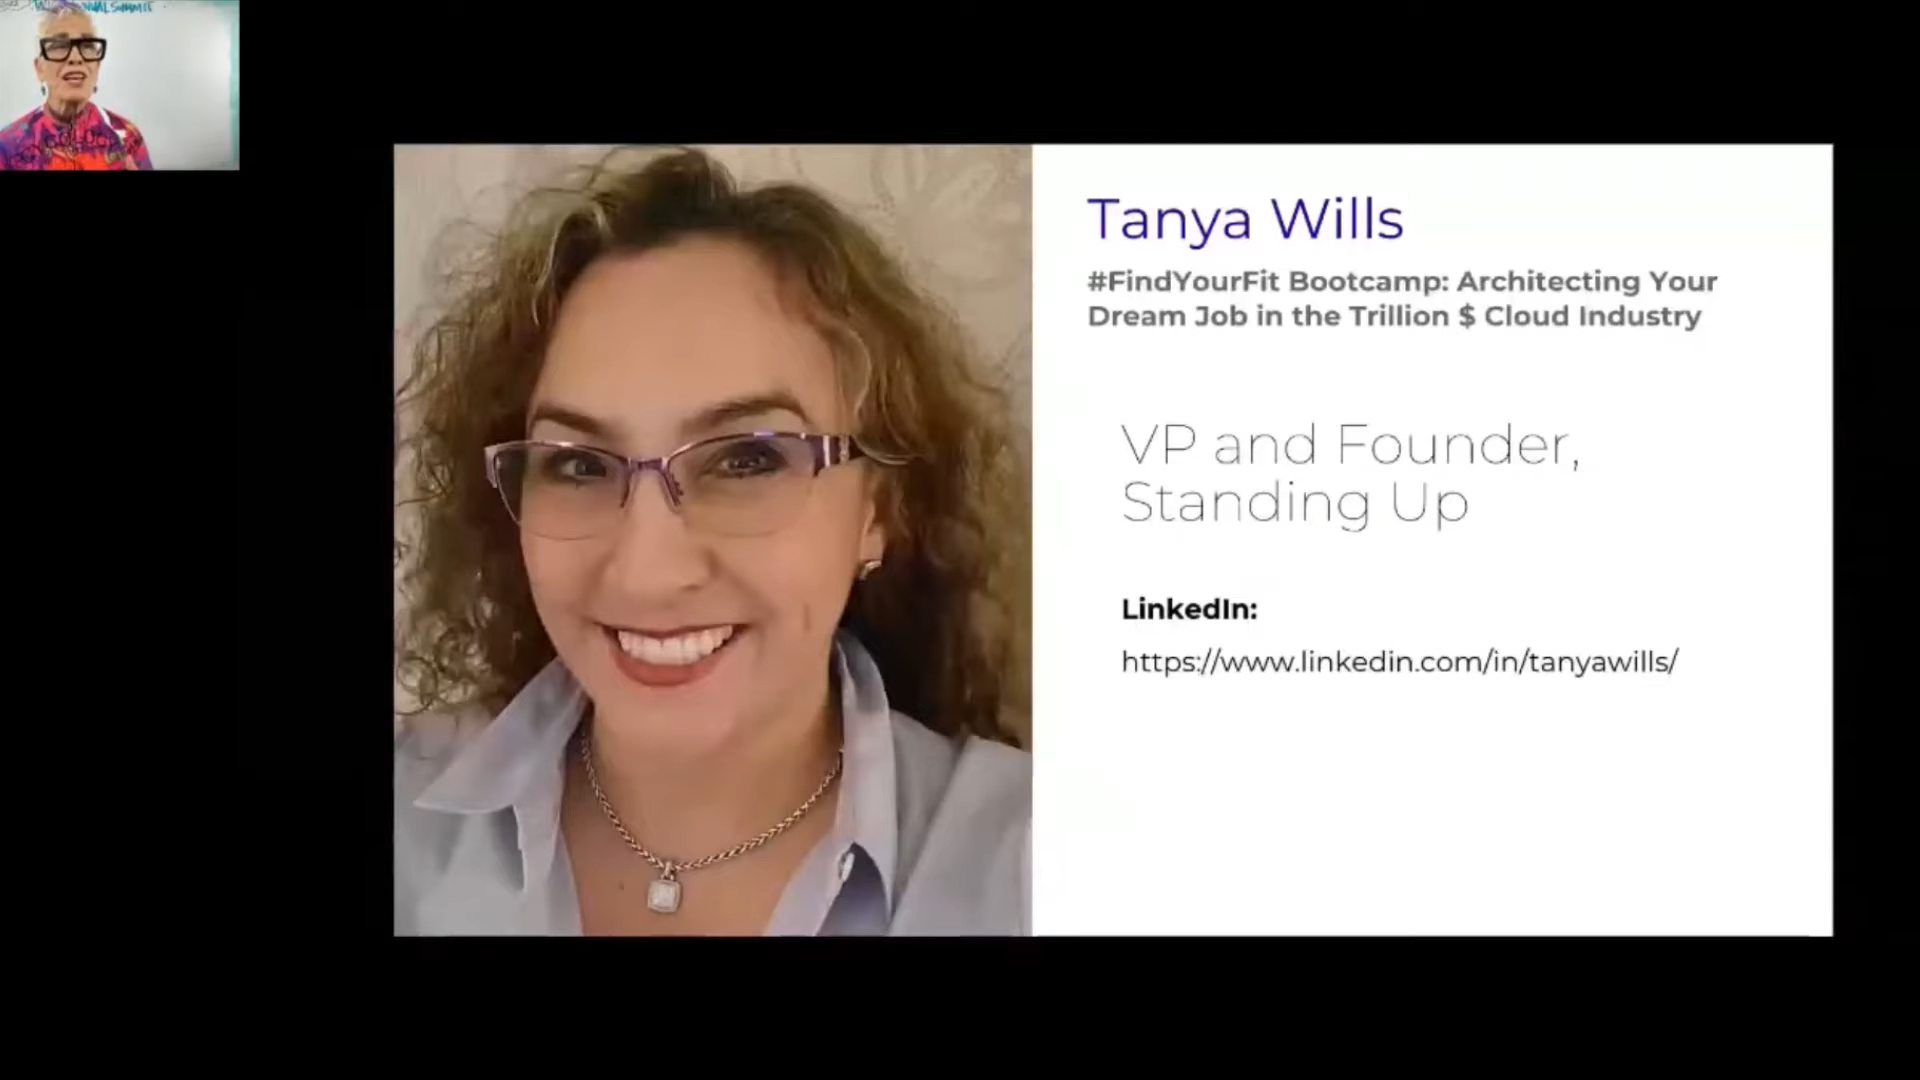 Tanya Wills
#FindYourFit Bootcamp: Architecting Your
Dream Job in the Trillion $ Cloud Industry
VP and Founder,
Standing Up
LinkedIn:
https://www.linkedin.com/in/tanyawills/